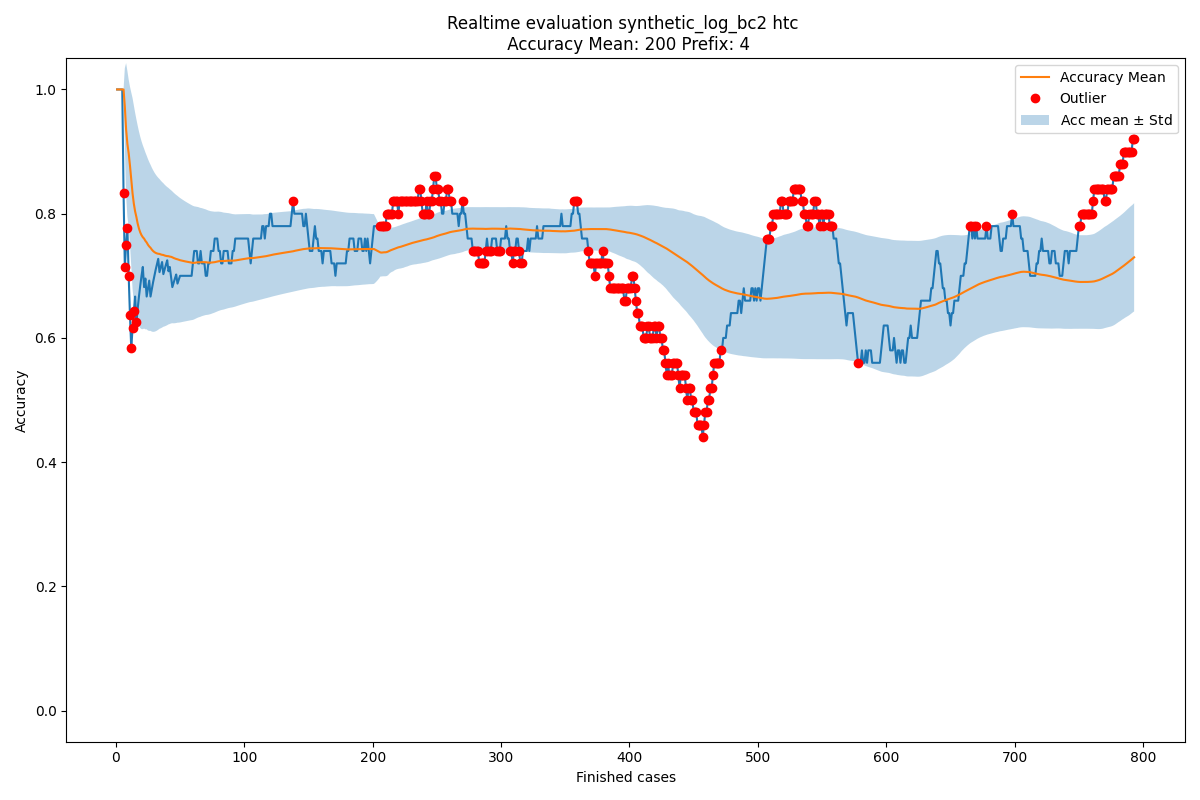 Realtime evaluation synthetic_log_bc2 htc
Accuracy Mean: 200 Prefix: 4
Accuracy Mean
Outlier
Acc mean ± Std
Accuracy
1.0
0.8
0.6
0.4
0.2
0.0
0 100 200 300 400 500 600 700 800
Finished cases